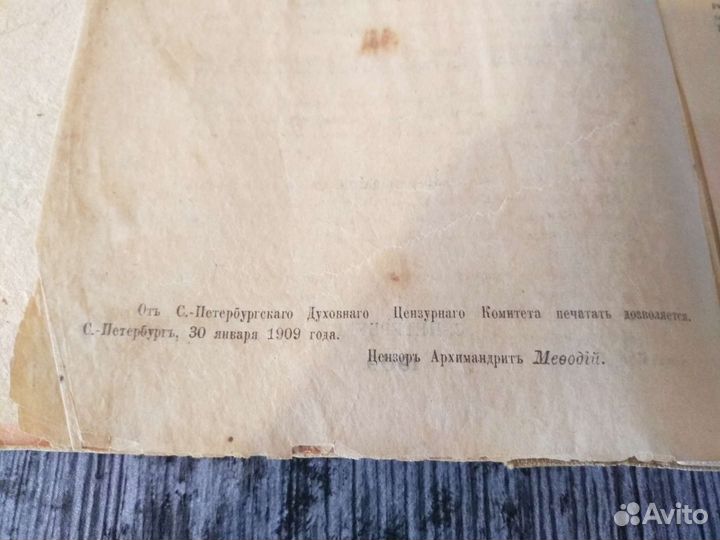 Отъ С.-Петербургскаго Духовнаго Цензурнаго Комитета печатать дозволяется.
С.-Петербургъ, 30 января 1909 года.
Цензоръ Архимандритъ Меѳодій.
Avito